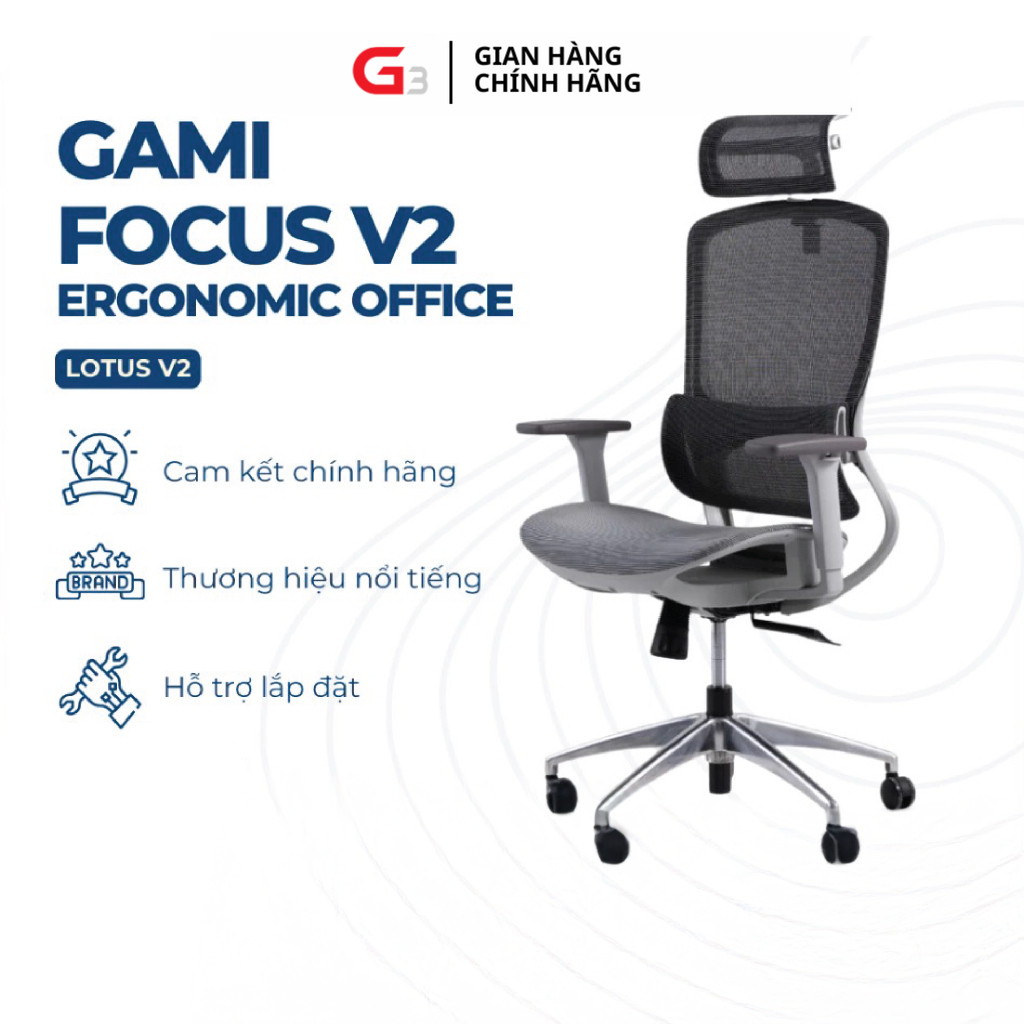 G3
GIAN HÀNG
CHÍNH HÃNG
GAMI
FOCUS V2
ERGONOMIC OFFICE
LOTUS V2
Cam kết chính hãng
BRAND
Thương hiệu nổi tiếng
Hỗ trợ lắp đặt